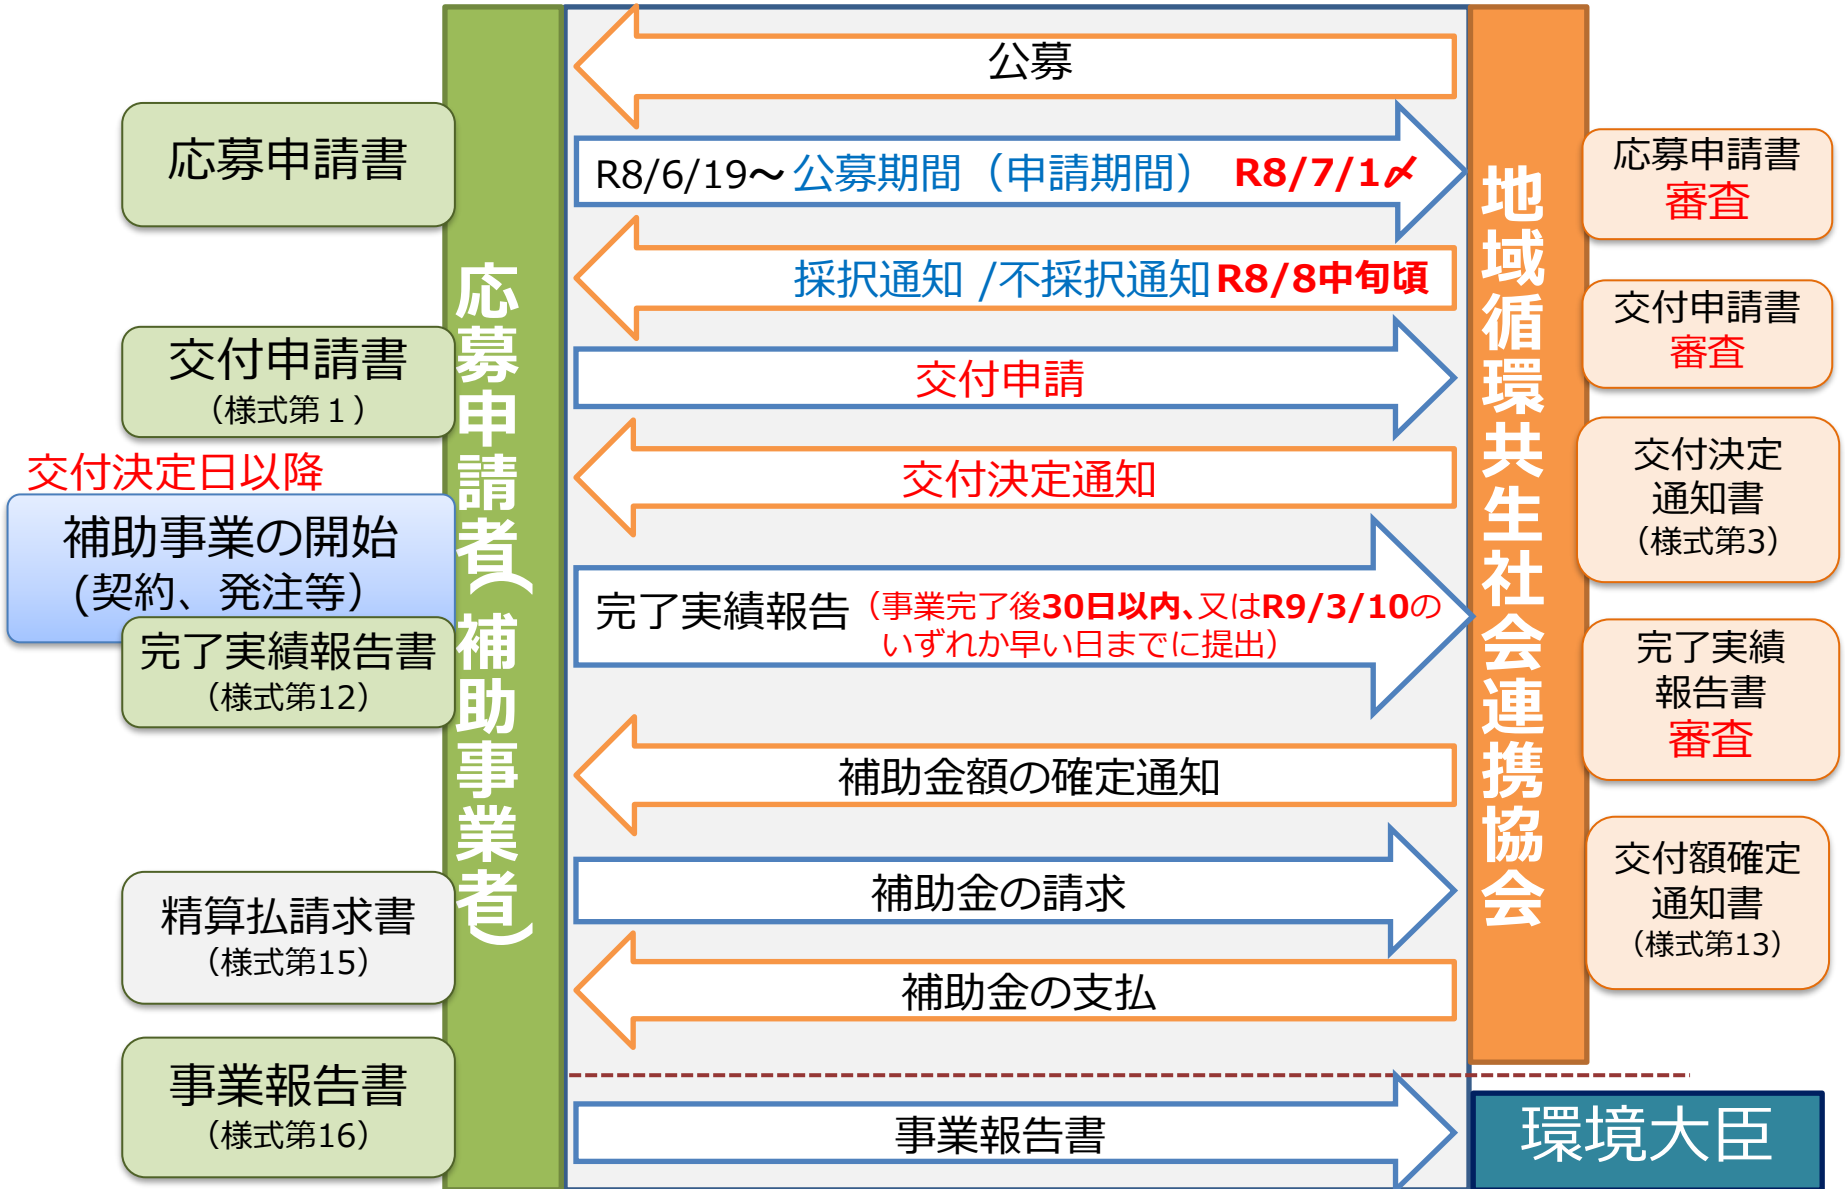 公募
応募申請書
R8/6/19～公募期間（申請期間） R8/7/1〆
応募申請書
審査
採択通知 /不採択通知 R8/8中旬頃
交付申請書
（様式第１）
交付申請
交付申請書
審査
交付決定通知
交付決定
通知書
（様式第3）
交付決定日以降
補助事業の開始
(契約、発注等）
完了実績報告書
（様式第12）
完了実績報告（事業完了後30日以内、又はR9/3/10の
いずれか早い日までに提出）
完了実績
報告書
審査
補助金額の確定通知
補助金の請求
交付額確定
通知書
（様式第13）
精算払請求書
（様式第15）
補助金の支払
事業報告書
（様式第16）
事業報告書
環境大臣
応募申請者（補助事業者）
地域循環共生社会連携協会